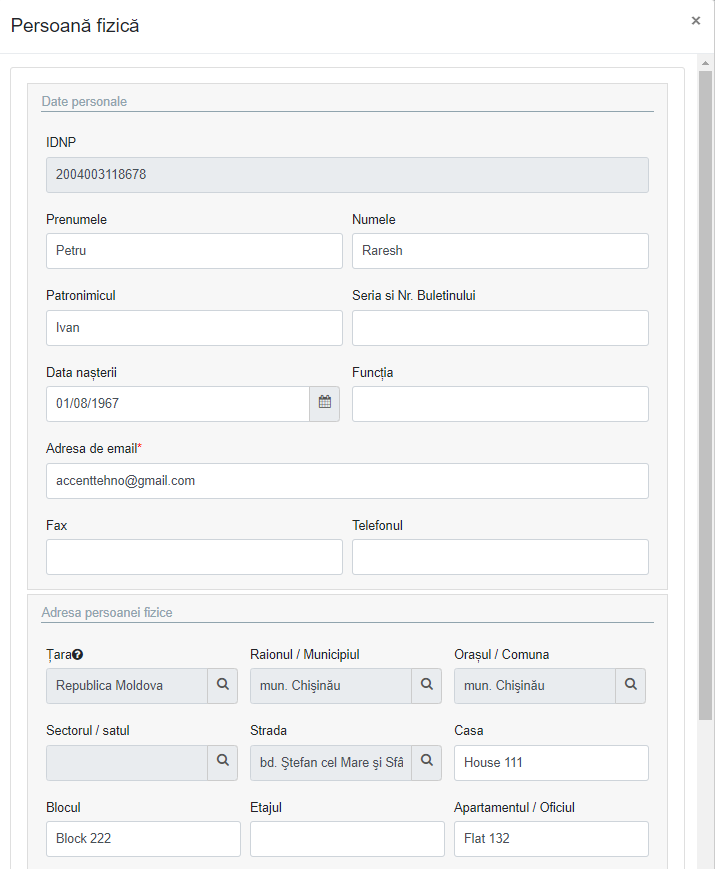 Persoană fizică
×
Date personale
IDNP
2004003118678
Prenumele Numele
Petru Raresh
Patronimicul Seria si Nr. Buletinului
Ivan
Data nașterii Funcția
01/08/1967
Adresa de email*
accenttehno@gmail.com
Fax Telefonul
Adresa persoanei fizice
Țara Raionul / Municipiul Orașul / Comuna
Republica Moldova mun. Chişinău mun. Chişinău
Sectorul / satul Strada Casa
bd. Ştefan cel Mare şi Sfâ House 111
Blocul Etajul Apartamentul / Oficiul
Block 222 Flat 132